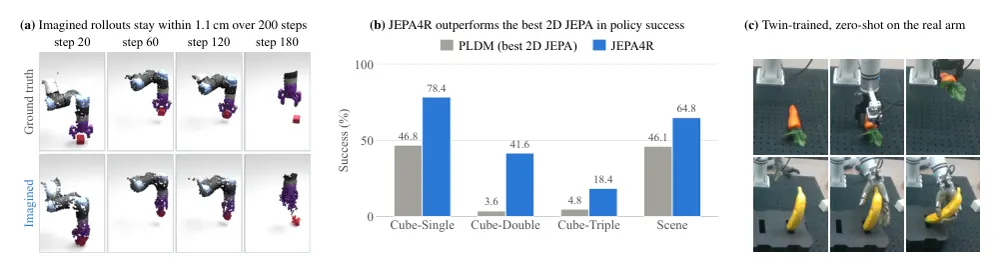 (a) Imagined rollouts stay within 1.1 cm over 200 steps
step 20 step 60 step 120 step 180
Ground truth
Imagined
(b) JEPA4R outperforms the best 2D JEPA in policy success
PLDM (best 2D JEPA) JEPA4R
Success (%)
100
50
0
46.8 78.4
3.6 41.6
4.8 18.4
46.1 64.8
Cube-Single Cube-Double Cube-Triple Scene
(c) Twin-trained, zero-shot on the real arm